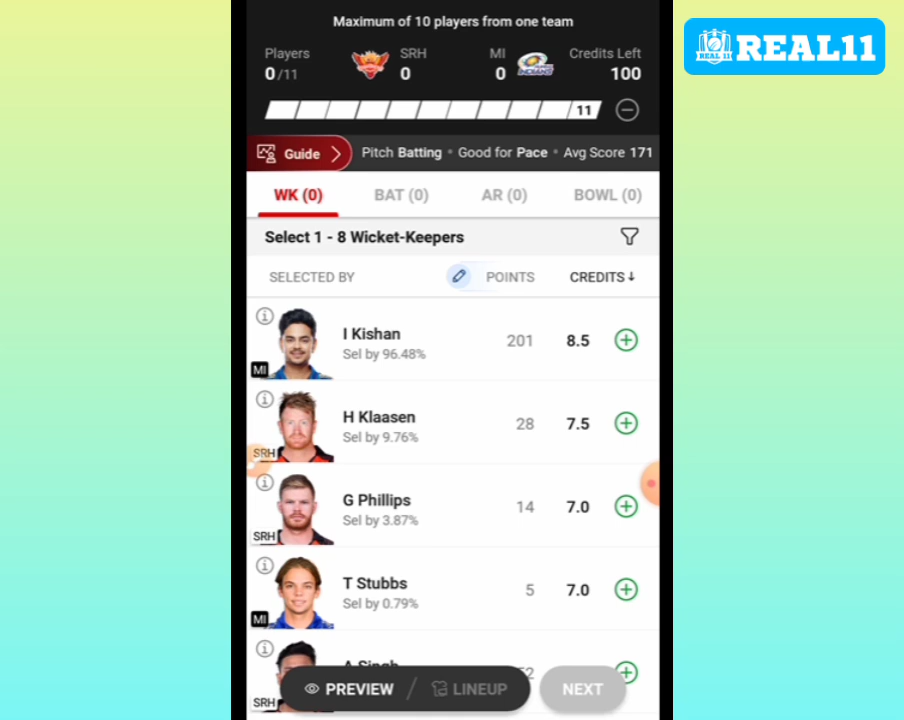 Maximum of 10 players from one team
Players SRH MI Credits Left
0/11 0 0 100
11
Guide Pitch Batting • Good for Pace • Avg Score 171
WK (0) BAT (0) AR (0) BOWL (0)
Select 1 - 8 Wicket-Keepers
SELECTED BY POINTS CREDITS↓
I Kishan
Sel by 96.48%
201 8.5
MI
H Klaasen
Sel by 9.76%
28 7.5
SRH
G Phillips
Sel by 3.87%
14 7.0
SRH
T Stubbs
Sel by 0.79%
5 7.0
MI
SRH
PREVIEW / LINEUP NEXT
REAL 11 REAL11